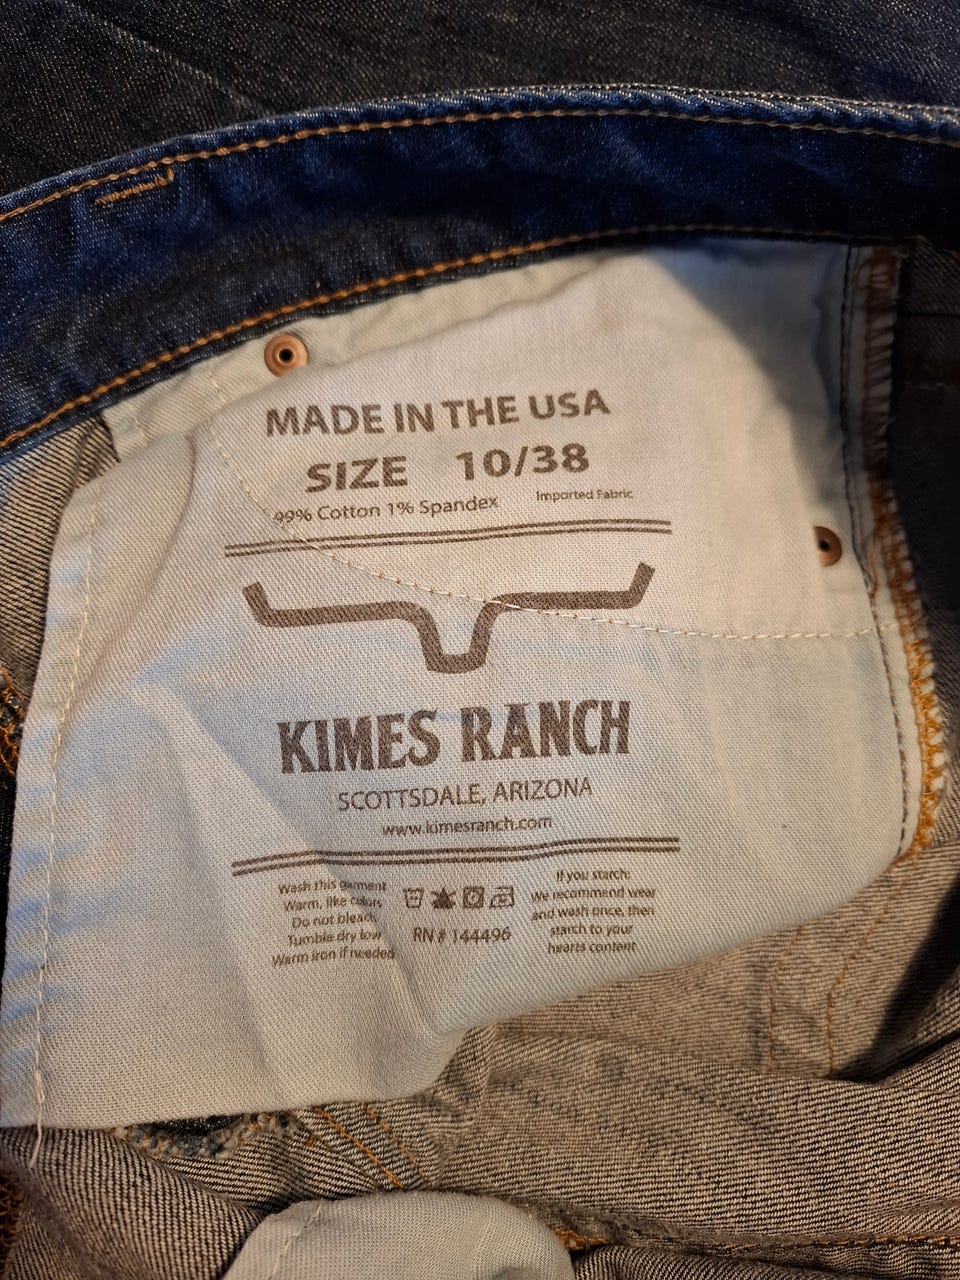 MADE IN THE USA
SIZE 10/38
99% Cotton 1% Spandex Imported Fabric
KIMES RANCH
SCOTTSDALE, ARIZONA
www.kimesranch.com
Wash this garment
Warm, like colors
Do not bleach
Tumble dry low
Warm iron if needed
RN # 144496
If you starch:
We recommend wear
and wash once, then
starch to your
hearts content